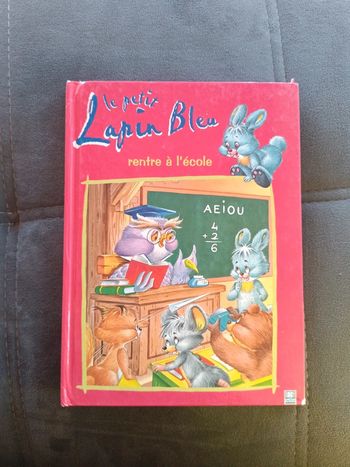 le petit
Lapin Bleu
rentre à l'école
AEiOU
4
+ 2
6